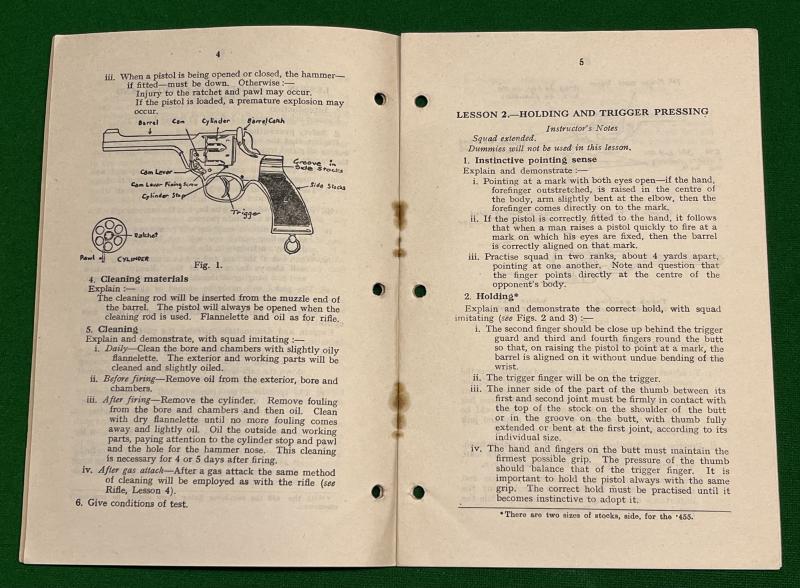 4
iii. When a pistol is being opened or closed, the hammer—
if fitted—must be down. Otherwise :—
Injury to the ratchet and pawl may occur.
If the pistol is loaded, a premature explosion may
occur.
Barrel Cam Cylinder Barrel Catch
Groove in
Side Stocks
Cam Lever
Side Stocks
Cam Lever Fixing Screw
Cylinder Stop
Trigger
Ratchet
Pawl CYLINDER
Fig. 1.
4. Cleaning materials
Explain :—
The cleaning rod will be inserted from the muzzle end of
the barrel. The pistol will always be opened when the
cleaning rod is used. Flannelette and oil as for rifle.
5. Cleaning
Explain and demonstrate, with squad imitating :—
i. Daily—Clean the bore and chambers with slightly oily
flannelette. The exterior and working parts will be
cleaned and slightly oiled.
ii. Before firing—Remove oil from the exterior, bore and
chambers.
iii. After firing—Remove the cylinder. Remove fouling
from the bore and chambers and then oil. Clean
with dry flannelette until no more fouling comes
away and lightly oil. Oil the outside and working
parts, paying attention to the cylinder stop and pawl
and the hole for the hammer nose. This cleaning
is necessary for 4 or 5 days after firing.
iv. After gas attack—After a gas attack the same method
of cleaning will be employed as with the rifle (see
Rifle, Lesson 4).
6. Give conditions of test.
5
LESSON 2.—HOLDING AND TRIGGER PRESSING
Instructor's Notes
Squad extended.
Dummies will not be used in this lesson.
1. Instinctive pointing sense
Explain and demonstrate :—
i. Pointing at a mark with both eyes open—if the hand,
forefinger outstretched, is raised in the centre of
the body, arm slightly bent at the elbow, then the
forefinger comes directly on to the mark.
ii. If the pistol is correctly fitted to the hand, it follows
that when a man raises a pistol quickly to fire at a
mark on which his eyes are fixed, then the barrel
is correctly aligned on that mark.
iii. Practise squad in two ranks, about 4 yards apart,
pointing at one another. Note and question that
the finger points directly at the centre of the
opponent's body.
2. Holding*
Explain and demonstrate the correct hold, with squad
imitating (see Figs. 2 and 3) :—
i. The second finger should be close up behind the trigger
guard and third and fourth fingers round the butt
so that, on raising the pistol to point at a mark, the
barrel is aligned on it without undue bending of the
wrist.
ii. The trigger finger will be on the trigger.
iii. The inner side of the part of the thumb between its
first and second joint must be firmly in contact with
the top of the stock on the shoulder of the butt
or in the groove on the butt, with thumb fully
extended or bent at the first joint, according to its
individual size.
iv. The hand and fingers on the butt must maintain the
firmest possible grip. The pressure of the thumb
should balance that of the trigger finger. It is
important to hold the pistol always with the same
grip. The correct hold must be practised until it
becomes instinctive to adopt it.
*There are two sizes of stocks, side, for the ·455.